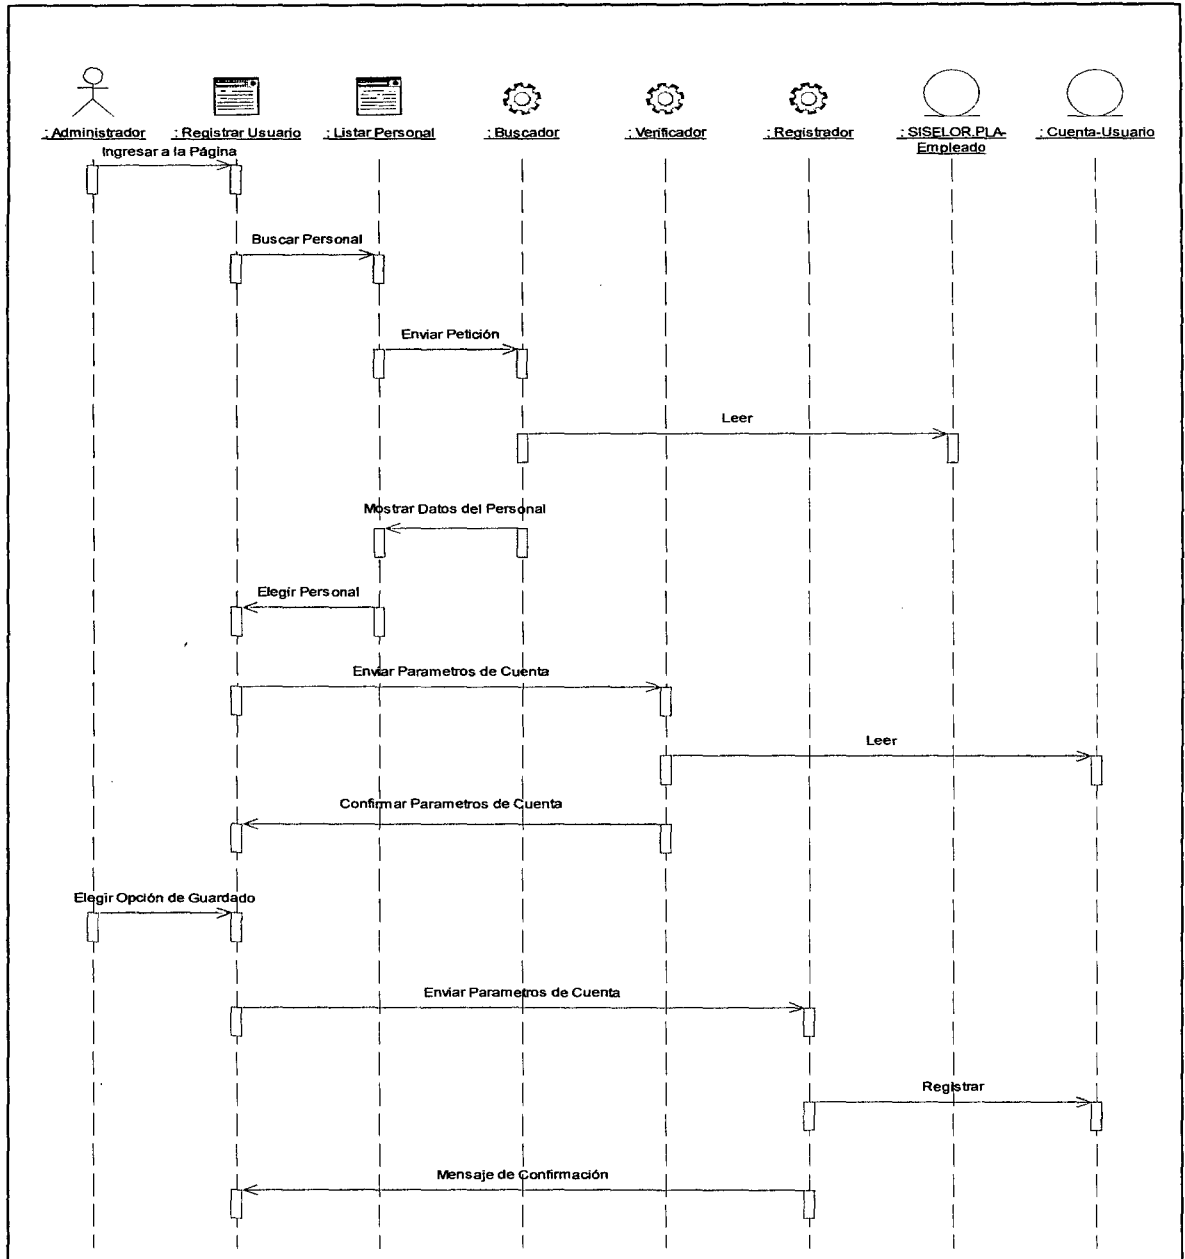 : Administrador
: Registrar Usuario
: Listar Personal
: Buscador
: Verificador
: Registrador
: SISELOR.PLA-
Empleado
: Cuenta-Usuario
Ingresar a la Página
Buscar Personal
Enviar Petición
Leer
Mostrar Datos del Personal
Elegir Personal
Enviar Parametros de Cuenta
Leer
Confirmar Parametros de Cuenta
Elegir Opción de Guardado
Enviar Parametros de Cuenta
Registrar
Mensaje de Confirmación